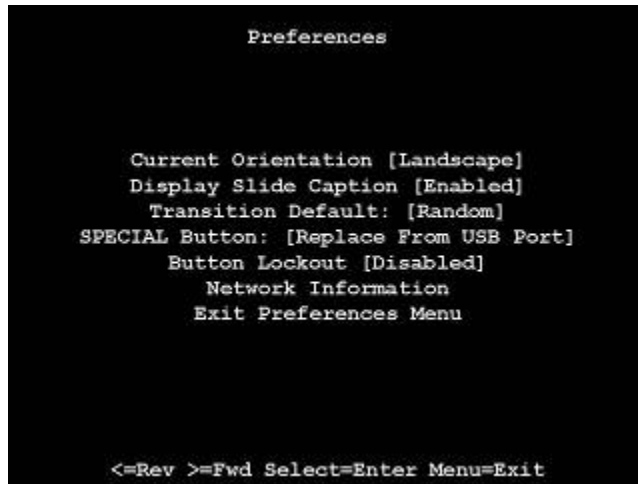 Preferences
Current Orientation [Landscape]
Display Slide Caption [Enabled]
Transition Default: [Random]
SPECIAL Button: [Replace From USB Port]
Button Lockout [Disabled]
Network Information
Exit Preferences Menu
<=Rev >=Fwd Select=Enter Menu=Exit